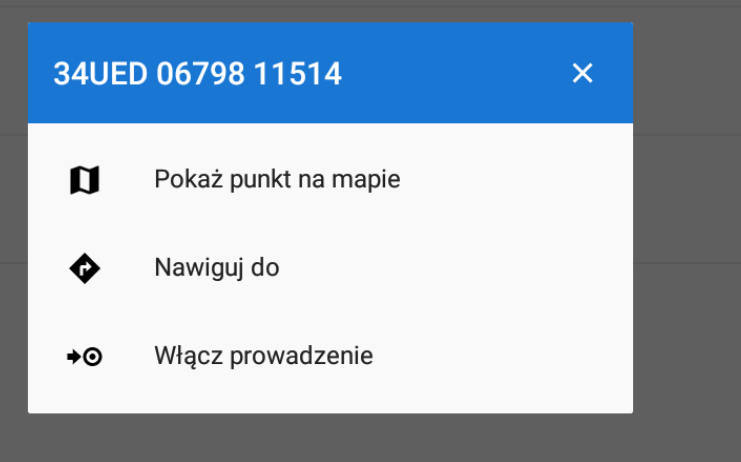 34UED 06798 11514
Pokaż punkt na mapie
Nawiguj do
Włącz prowadzenie